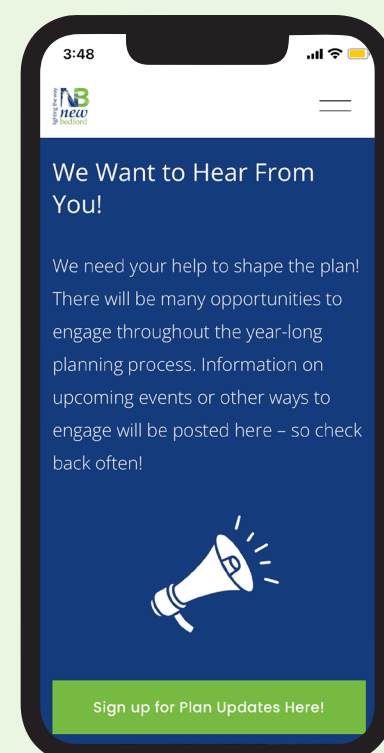 3:48
lighting the way
NB
new
bedford
We Want to Hear From
You!
We need your help to shape the plan!
There will be many opportunities to
engage throughout the year-long
planning process. Information on
upcoming events or other ways to
engage will be posted here – so check
back often!
Sign up for Plan Updates Here!